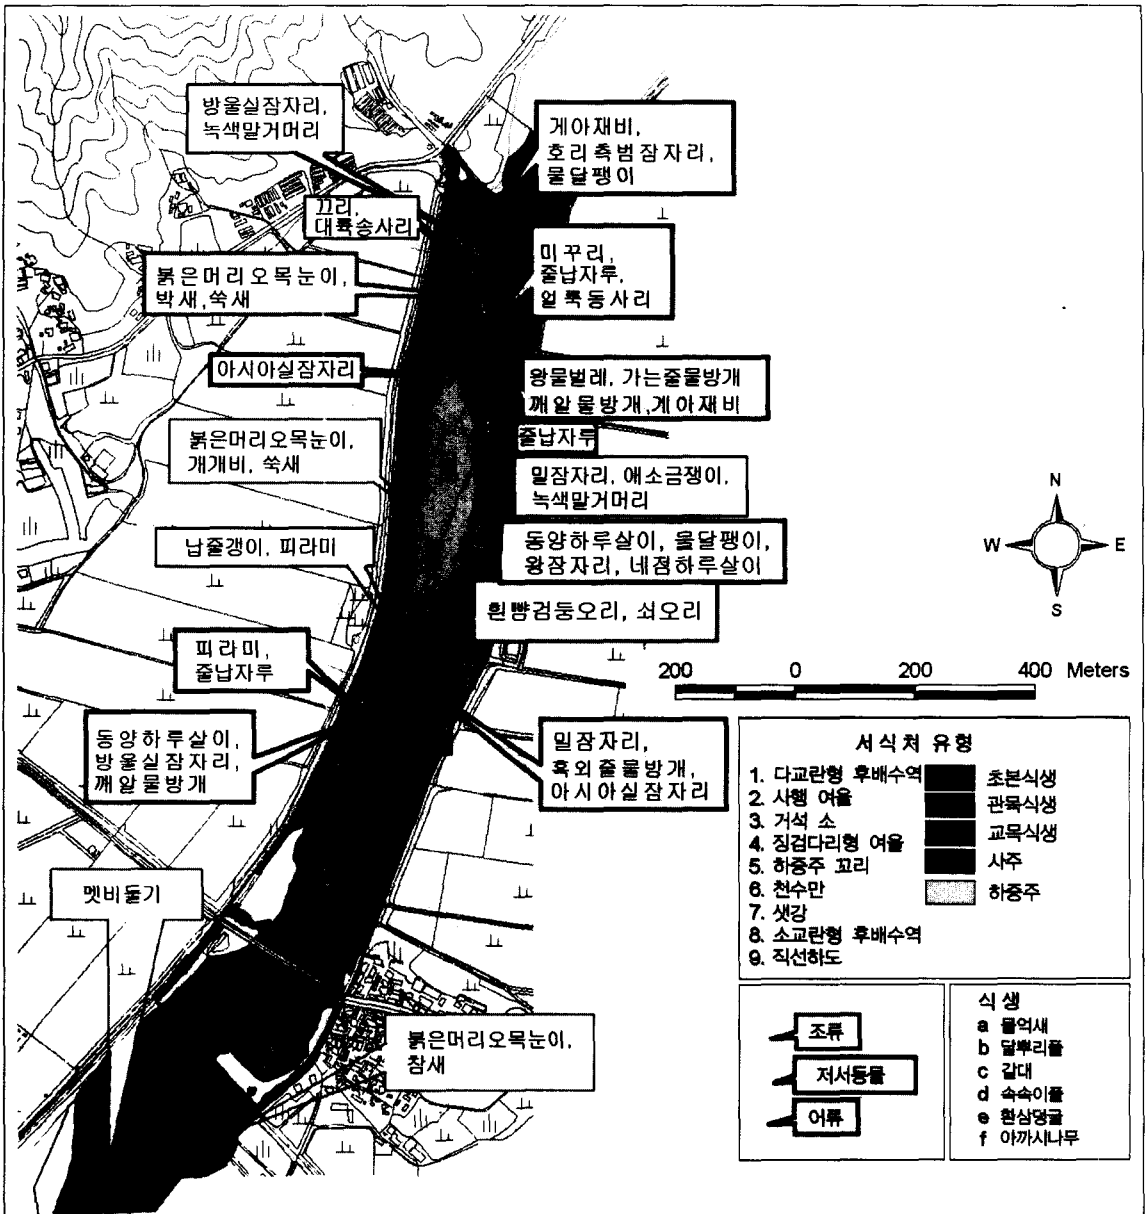 방울실잠자리,
녹색말거머리
게아재비,
호리측범잠자리,
물달팽이
끄리,
대륙송사리
미꾸리,
줄납자루,
얼룩동사리
붉은머리오목눈이,
박새,쑥새
아시아실잠자리
왕물벌레, 가는줄물방개
깨알물방개,게아재비
줄납자루
붉은머리오목눈이,
개개비, 쑥새
밀잠자리, 애소금쟁이,
녹색말거머리
납줄갱이, 피라미
동양하루살이, 물달팽이,
왕잠자리, 네점하루살이
흰뺨검둥오리, 쇠오리
피라미,
줄납자루
동양하루살이,
방울실잠자리,
깨알물방개
밀잠자리,
혹외줄물방개,
아시아실잠자리
멧비둘기
붉은머리오목눈이,
참새
N
W E
S
200 0 200 400 Meters
서식처 유형
1. 다교란형 후배수역
2. 사행 여울
3. 거석 소
4. 징검다리형 여울
5. 하중주 꼬리
6. 천수만
7. 샛강
8. 소교란형 후배수역
9. 직선하도
초본식생
관목식생
교목식생
사주
하중주
조류
저서동물
어류
식생
a 물억새
b 달뿌리풀
c 갈대
d 속속이풀
e 환삼덩굴
f 아까시나무